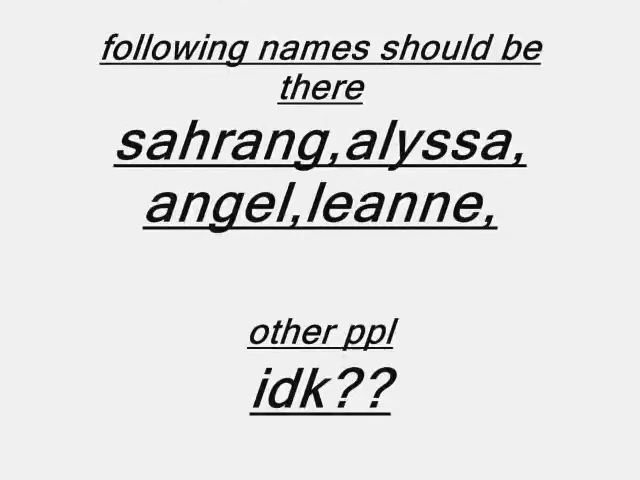 following names should be
there
sahrang,alyssa,
angel,leanne,
other ppl
idk??